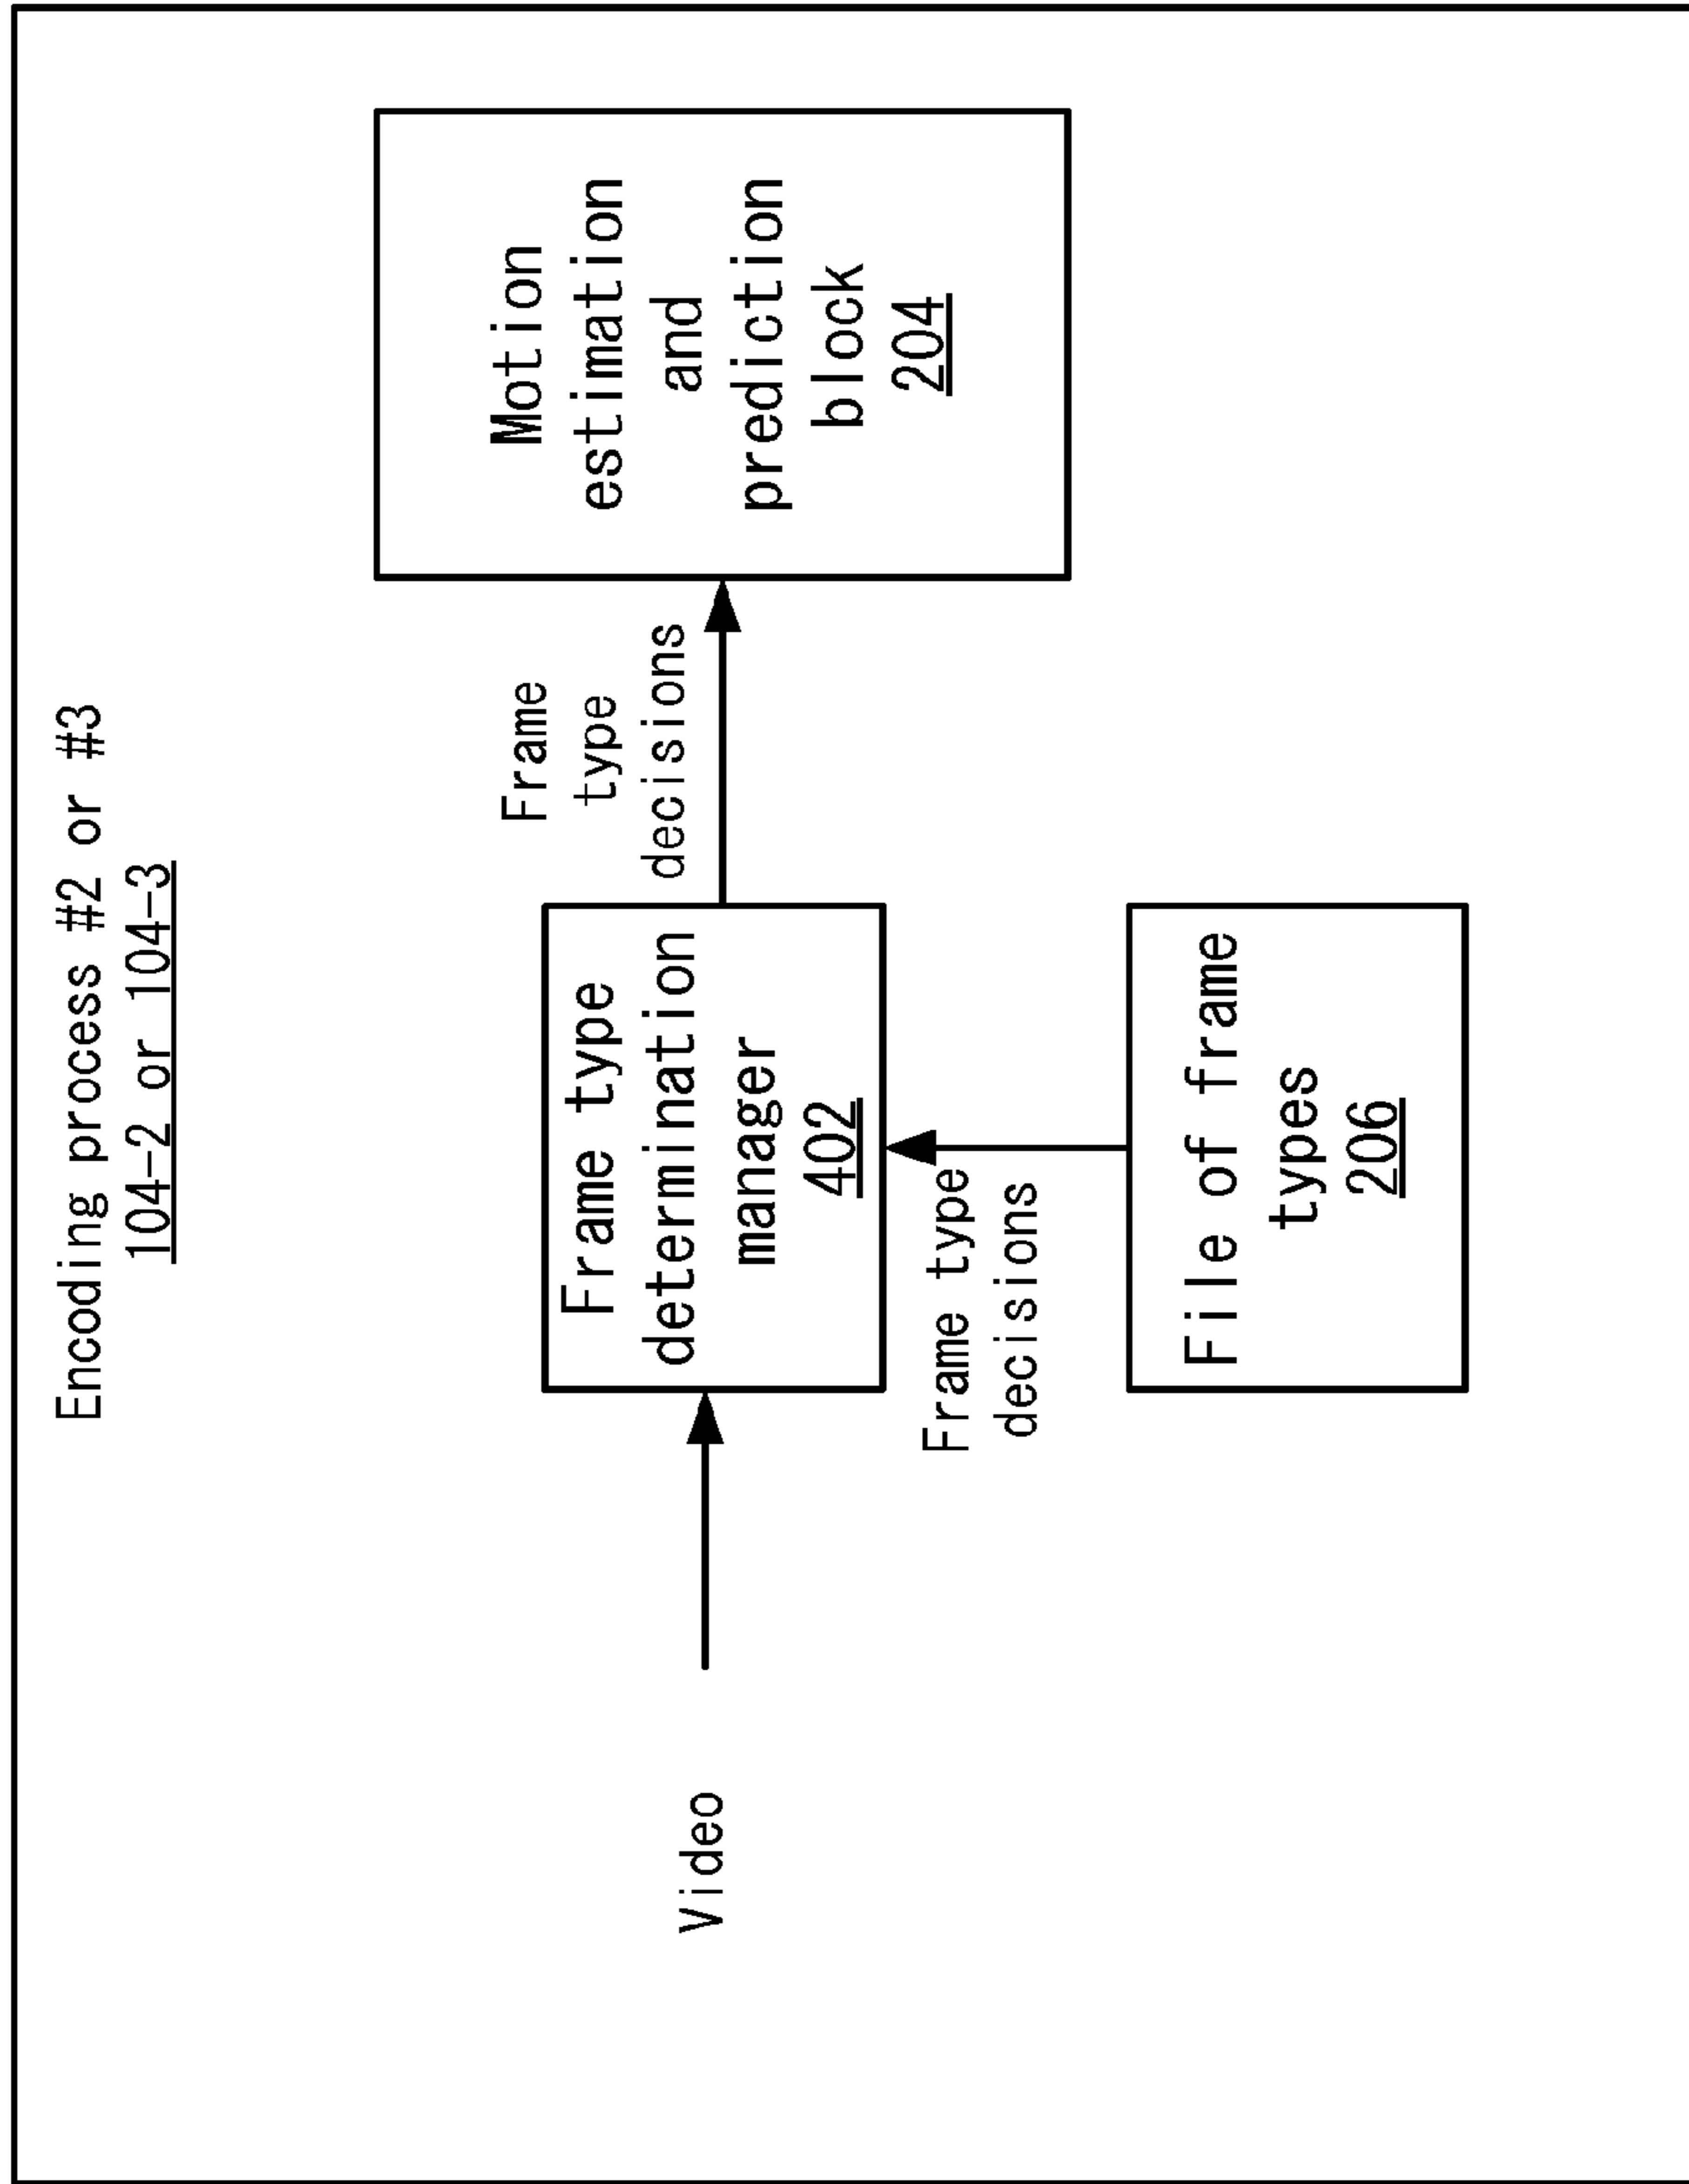 Encoding process #2 or #3
104-2 or 104-3
Video
Frame type
determination
manager
402
Frame
type
decisions
Motion
estimation
and
prediction
block
204
Frame type
decisions
File of frame
types
206